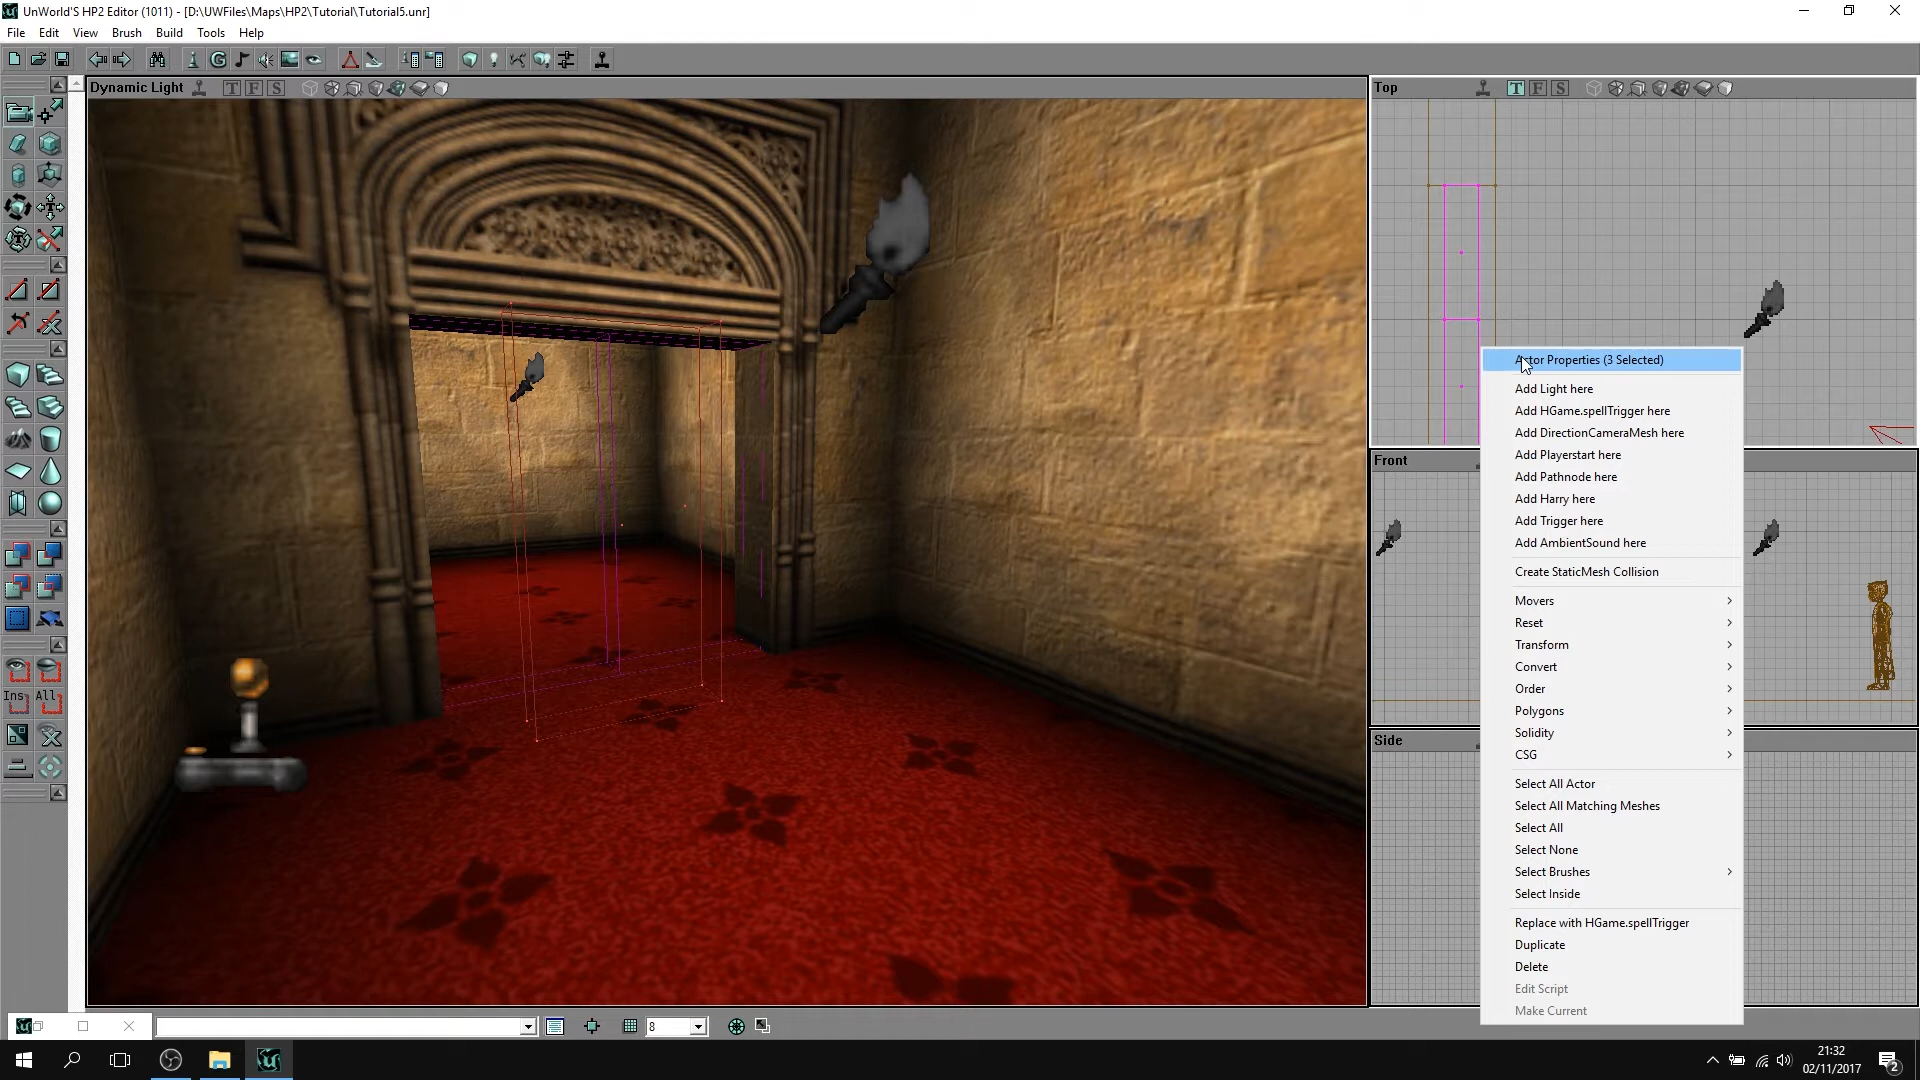 UnWorld'S HP2 Editor (1011) - [D:\UWFiles\Maps\HP2\Tutorial\Tutorial5.unr]
File Edit View Brush Build Tools Help
Dynamic Light T F S
Top T F S
Actor Properties (3 Selected)
Add Light here
Add HGame.spellTrigger here
Add DirectionCameraMesh here
Add Playerstart here
Add Pathnode here
Add Harry here
Add Trigger here
Add AmbientSound here
Create StaticMesh Collision
Movers
Reset
Transform
Convert
Order
Polygons
Solidity
CSG
Select All Actor
Select All Matching Meshes
Select All
Select None
Select Brushes
Select Inside
Replace with HGame.spellTrigger
Duplicate
Delete
Edit Script
Make Current
Front
Side
Ins All
8
21:32
02/11/2017
2